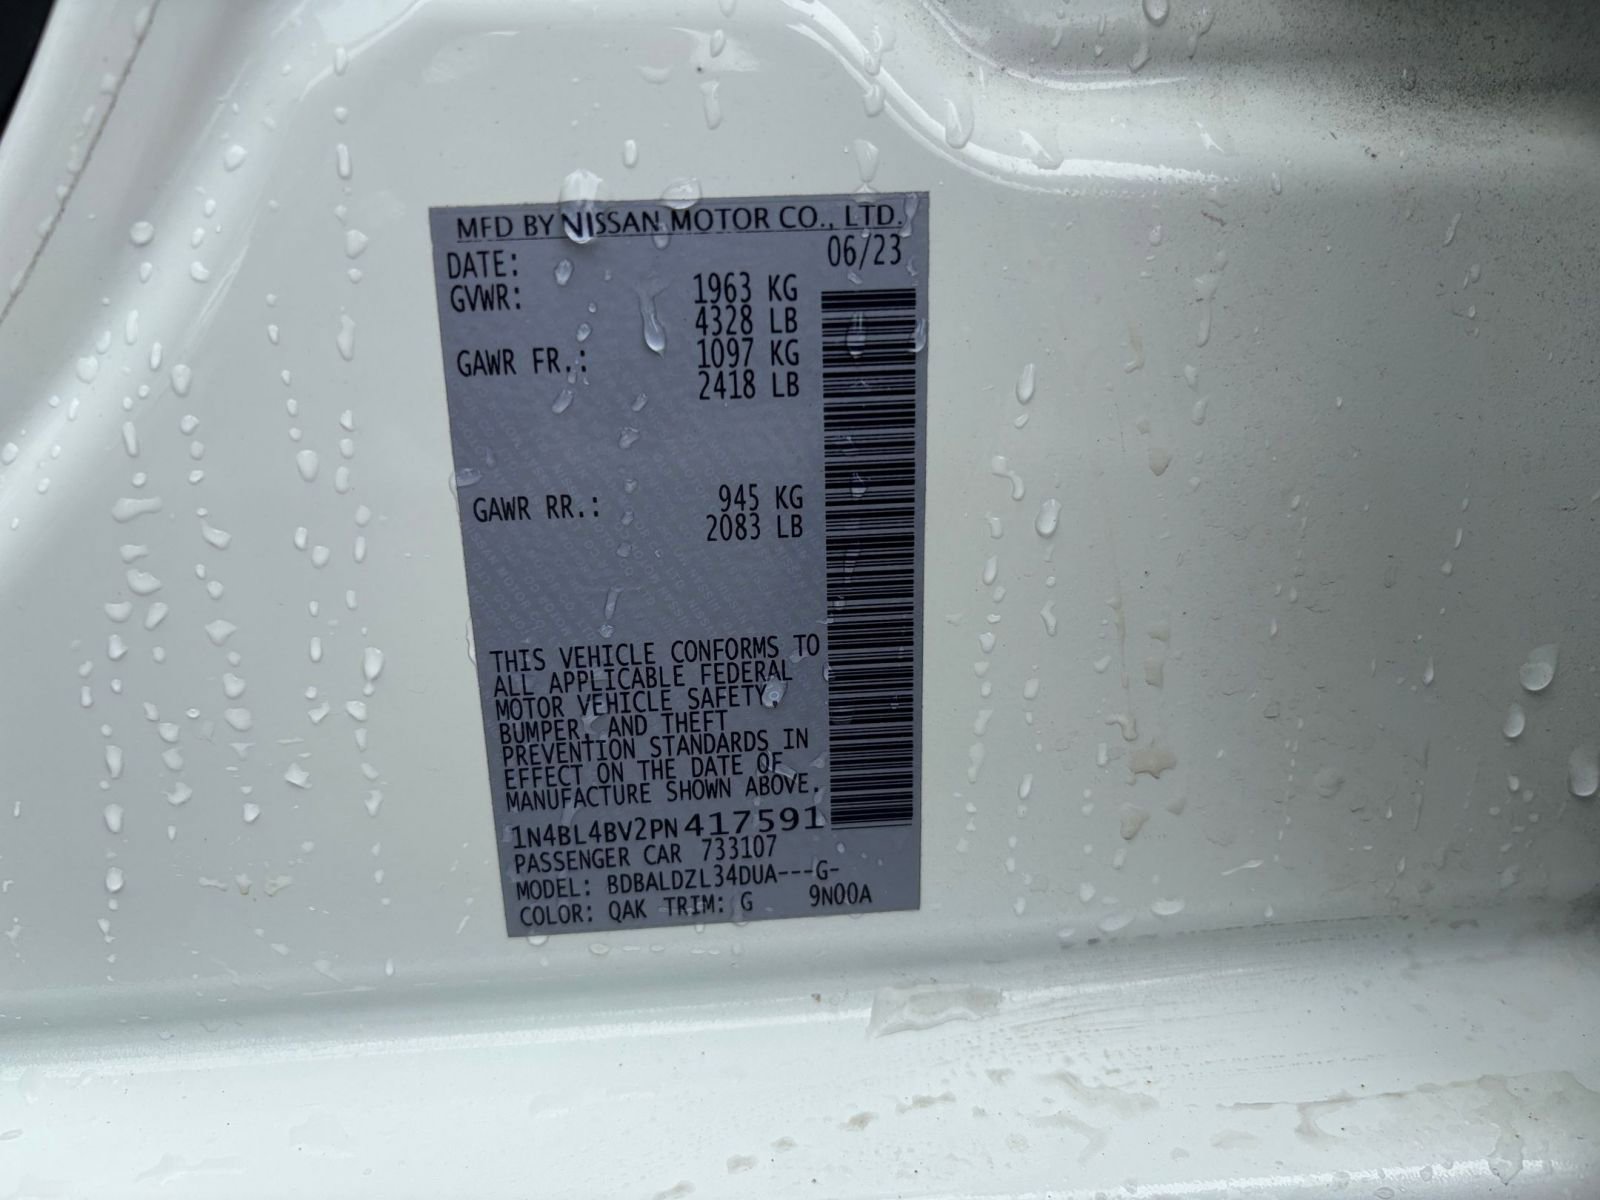 MFD BY NISSAN MOTOR CO., LTD.
DATE: 06/23
GVWR: 1963 KG
4328 LB
GAWR FR.: 1097 KG
2418 LB
GAWR RR.: 945 KG
2083 LB
THIS VEHICLE CONFORMS TO
ALL APPLICABLE FEDERAL
MOTOR VEHICLE SAFETY,
BUMPER, AND THEFT
PREVENTION STANDARDS IN
EFFECT ON THE DATE OF
MANUFACTURE SHOWN ABOVE.
1N4BL4BV2PN417591
PASSENGER CAR 733107
MODEL: BDBALDZL34DUA---G-
COLOR: QAK TRIM: G 9N00A